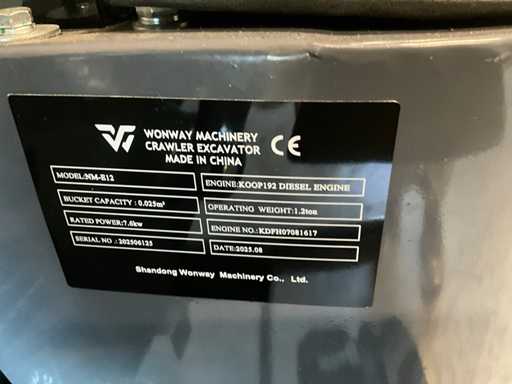 WONWAY MACHINERY
CRAWLER EXCAVATOR
MADE IN CHINA
CE
MODEL:NM-E12
ENGINE:KOOP192 DIESEL ENGINE
BUCKET CAPACITY : 0.025m³
OPERATING WEIGHT:1.2ton
RATED POWER:7.6kw
ENGINE NO.:KDPH07081617
SERIAL NO .: 202506125
DATE:2025.08
Shandong Wonway Machinery Co., Ltd.